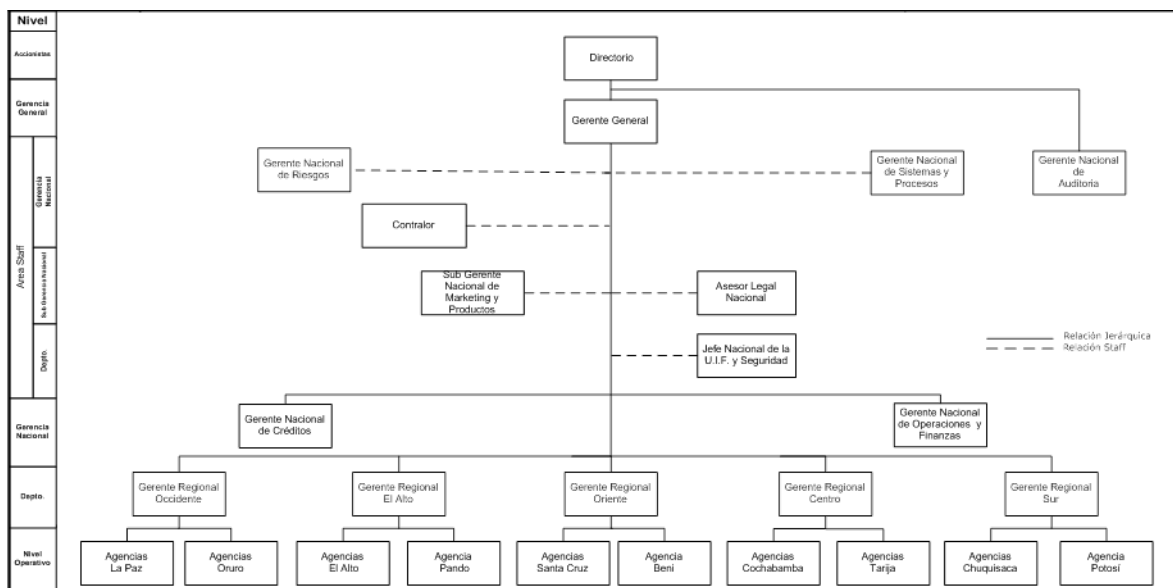 Nivel
Accionistas
Directorio
Gerencia
General
Gerente General
Area Staff
Gerencia
Nacional
Gerente Nacional
de Riesgos
Gerente Nacional
de Sistemas y
Procesos
Gerente Nacional
de
Auditoria
Contralor
Sub Gerencia Nacional
Sub Gerente
Nacional de
Marketing y
Productos
Asesor Legal
Nacional
Depto.
Jefe Nacional de la
U.I.F. y Seguridad
Relación Jerárquica
Relación Staff
Gerencia
Nacional
Gerente Nacional
de Créditos
Gerente Nacional
de Operaciones y
Finanzas
Depto.
Gerente Regional
Occidente
Gerente Regional
El Alto
Gerente Regional
Oriente
Gerente Regional
Centro
Gerente Regional
Sur
Nivel
Operativo
Agencias
La Paz
Agencias
Oruro
Agencias
El Alto
Agencia
Pando
Agencias
Santa Cruz
Agencia
Beni
Agencias
Cochabamba
Agencias
Tarija
Agencias
Chuquisaca
Agencia
Potosí